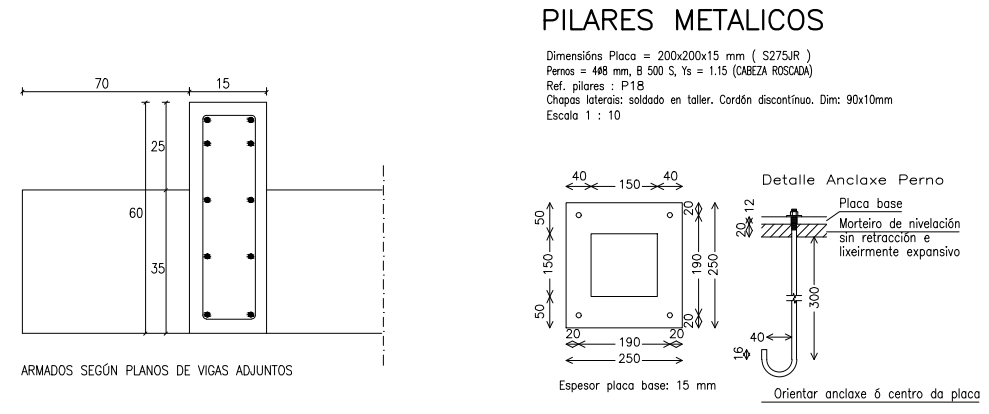 70
15
25
60
35
ARMADOS SEGÚN PLANOS DE VIGAS ADJUNTOS
PILARES METALICOS
Dimensións Placa = 200x200x15 mm ( S275JR )
Pernos = 4ø8 mm, B 500 S, Ys = 1.15 (CABEZA ROSCADA)
Ref. pilares : P18
Chapas laterais: soldado en taller. Cordón discontínuo. Dim: 90x10mm
Escala 1 : 10
40
150
40
50
150
50
20
190
20
250
20
190
20
250
Espesor placa base: 15 mm
Detalle Anclaxe Perno
12
20
Placa base
Morteiro de nivelación
sin retracción e
lixeirmente expansivo
300
40
16
Orientar anclaxe ó centro da placa